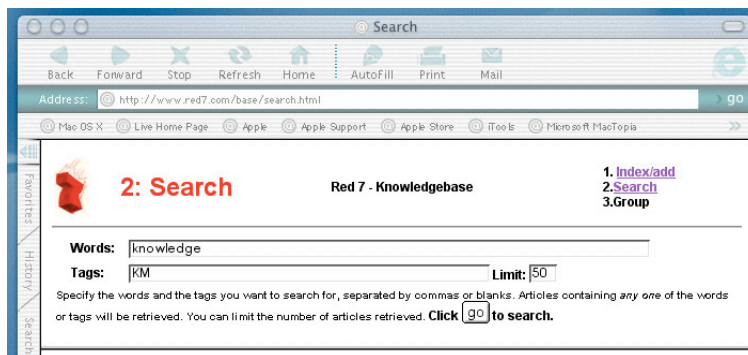 Search
Back Forward Stop Refresh Home AutoFill Print Mail
Address: http://www.red7.com/base/search.html go
Mac OS X Live Home Page Apple Apple Support Apple Store iTools Microsoft MacTopia
Favorites
History
Search
2: Search
Red 7 - Knowledgebase
1. Index/add
2.Search
3.Group
Words: knowledge
Tags: KM Limit: 50
Specify the words and the tags you want to search for, separated by commas or blanks. Articles containing any one of the words
or tags will be retrieved. You can limit the number of articles retrieved. Click go to search.